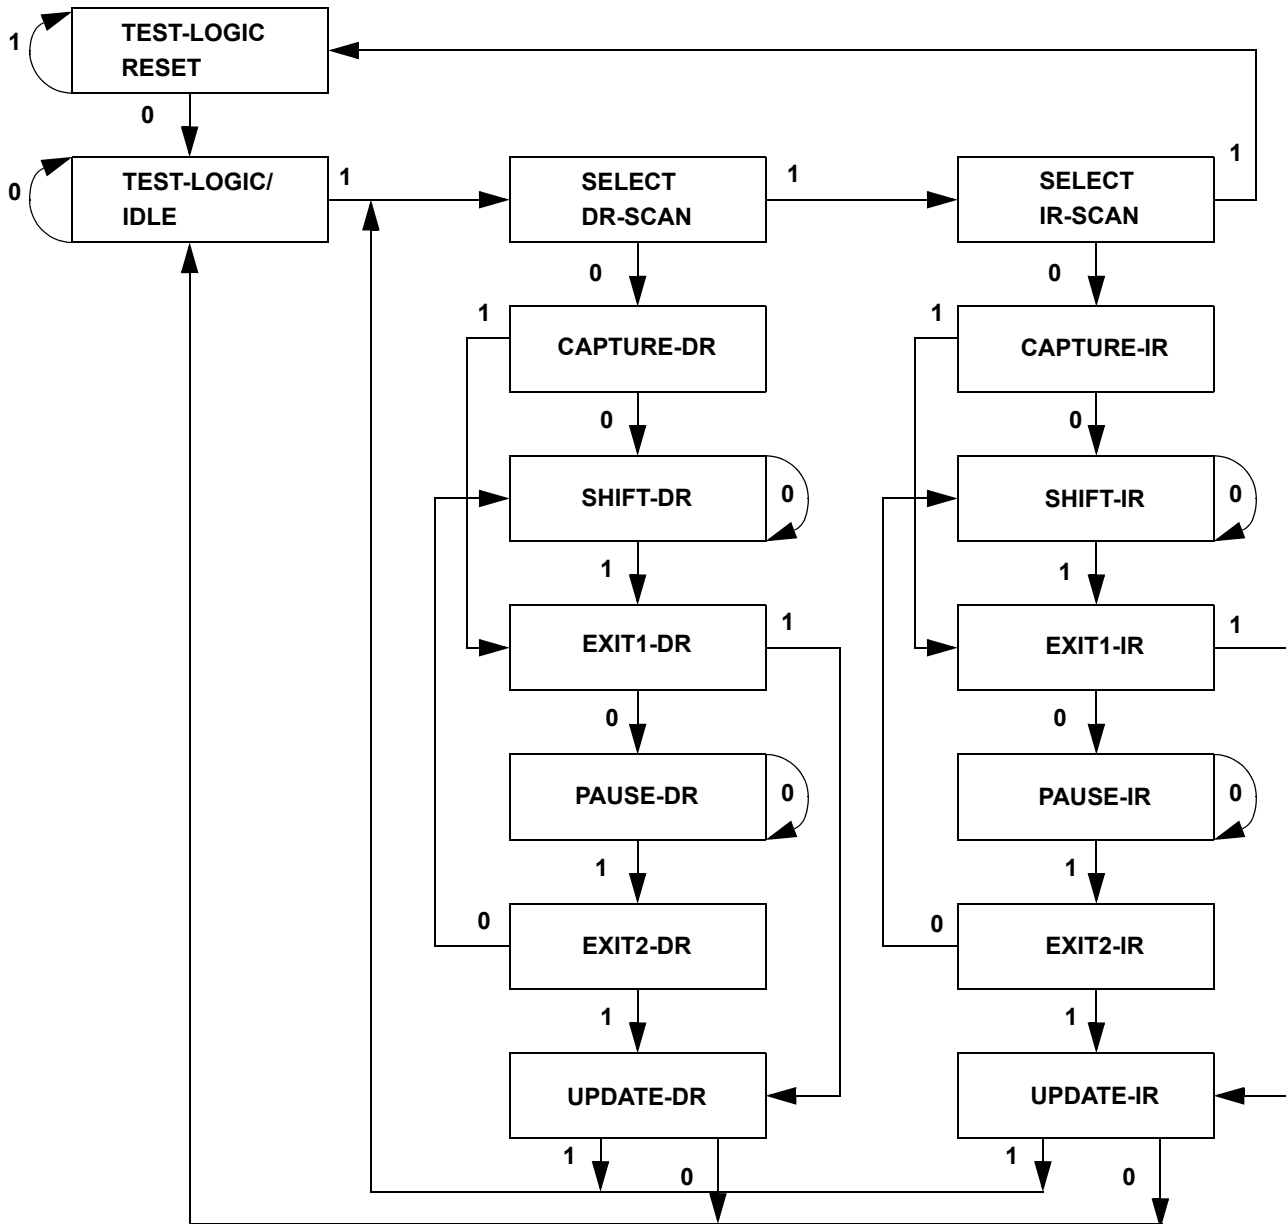 TEST-LOGIC
RESET
1
0
TEST-LOGIC/
IDLE
0
1
SELECT
DR-SCAN
1
SELECT
IR-SCAN
1
0
0
1
CAPTURE-DR
1
CAPTURE-IR
0
0
SHIFT-DR
0
SHIFT-IR
0
1
1
EXIT1-DR
1
EXIT1-IR
1
0
0
PAUSE-DR
0
PAUSE-IR
0
1
1
0
EXIT2-DR
0
EXIT2-IR
1
1
UPDATE-DR
UPDATE-IR
1
0
1
0